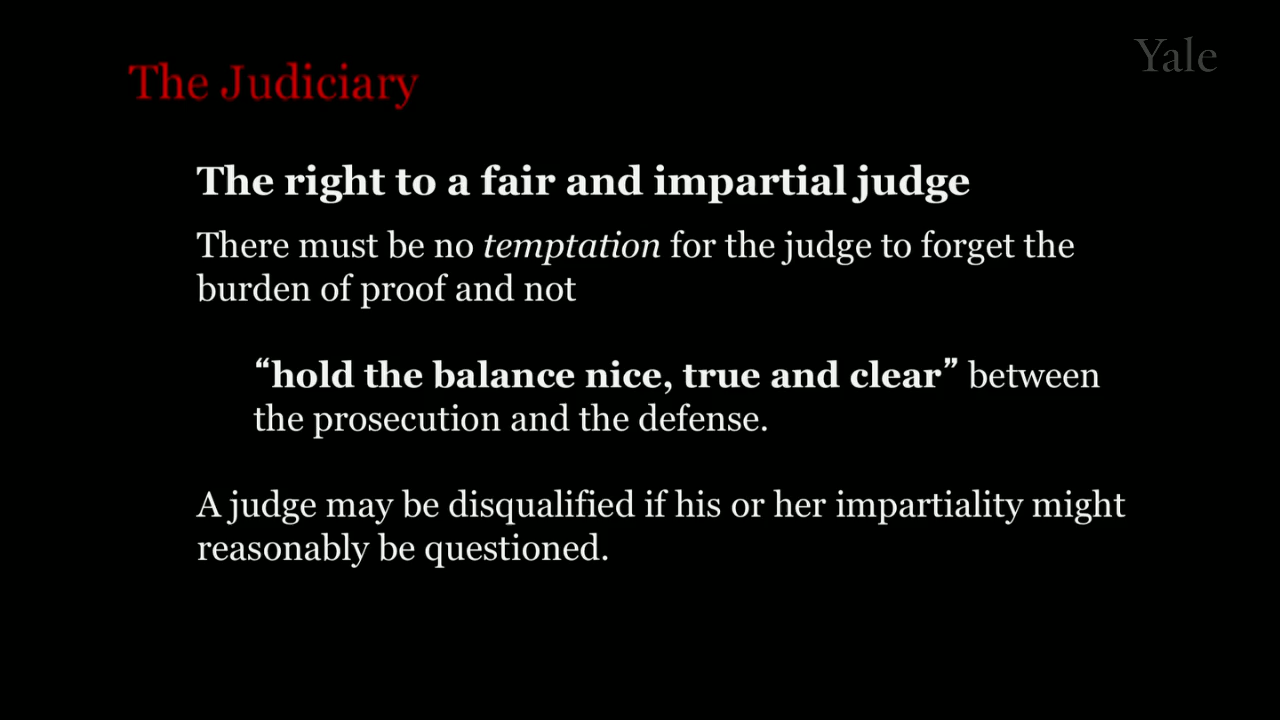 Yale
The Judiciary
The right to a fair and impartial judge
There must be no temptation for the judge to forget the
burden of proof and not
“hold the balance nice, true and clear” between
the prosecution and the defense.
A judge may be disqualified if his or her impartiality might
reasonably be questioned.